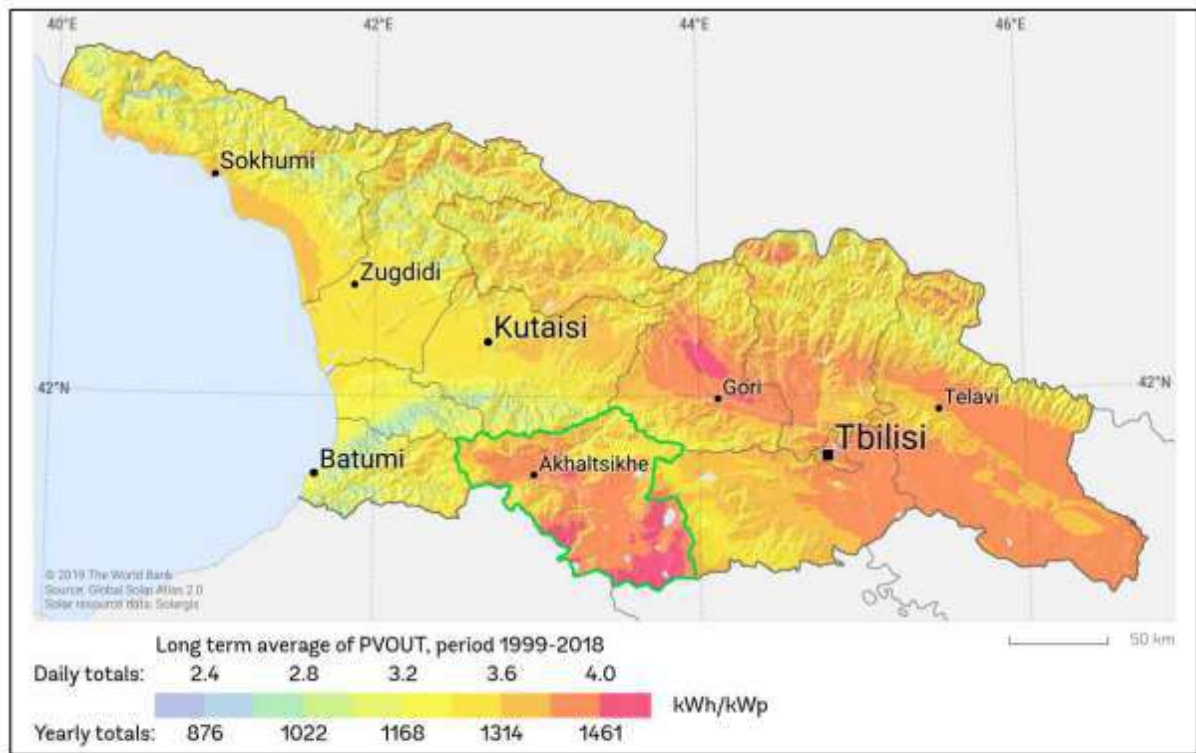 40°E 42°E 44°E 46°E
Sokhumi
Zugdidi
Kutaisi
42°N 42°N
Gori
Telavi
Tbilisi
Batumi
Akhaltsikhe
© 2019 The World Bank
Source: Global Solar Atlas 2.0
Solar resource data: Solargis
50 km
Long term average of PVOUT, period 1999-2018
Daily totals: 2.4 2.8 3.2 3.6 4.0
kWh/kWp
Yearly totals: 876 1022 1168 1314 1461